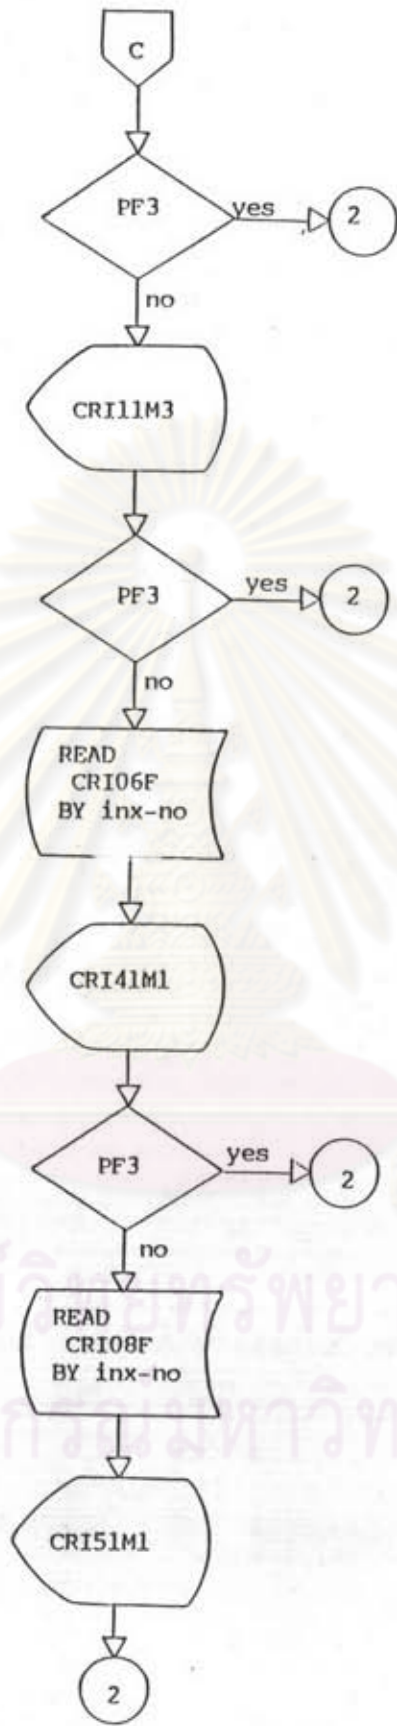 C
PF3
yes
2
no
CRI11M3
PF3
yes
2
no
READ
CRI06F
BY inx-no
CRI41M1
PF3
yes
2
no
READ
CRI08F
BY inx-no
CRI51M1
2